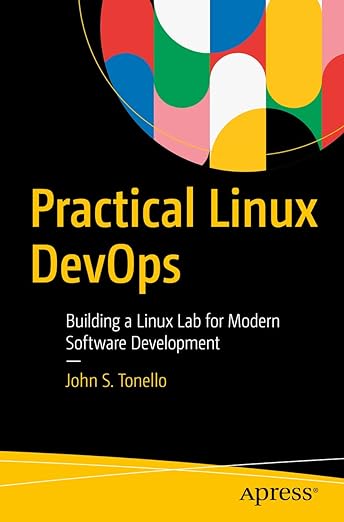 Practical Linux
DevOps
Building a Linux Lab for Modern
Software Development
John S. Tonello
Apress®